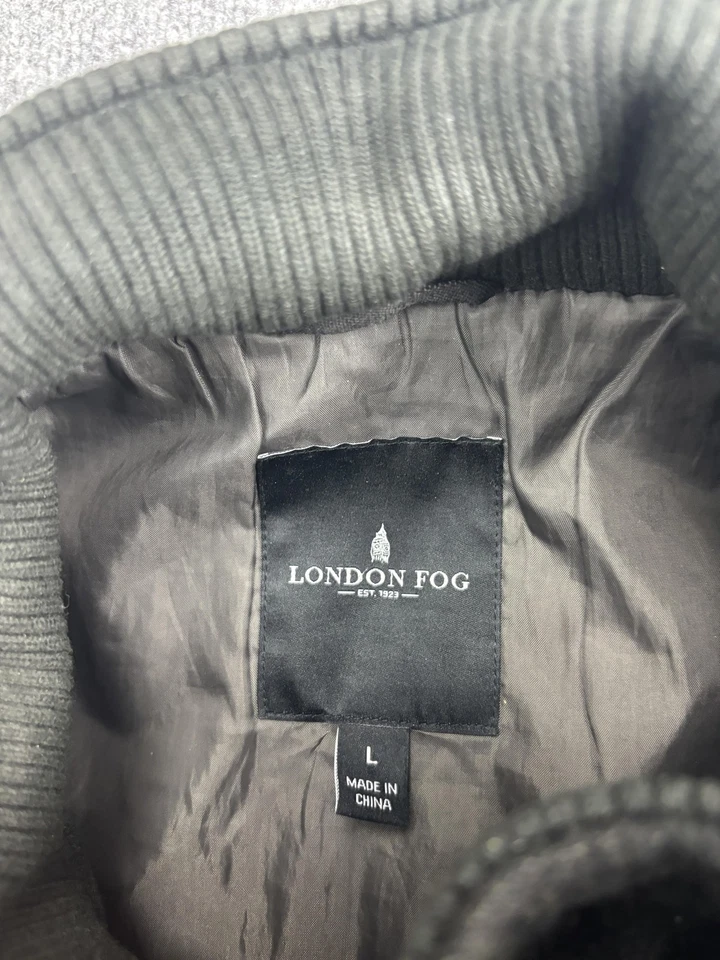 LONDON FOG
EST. 1923
L
MADE IN
CHINA